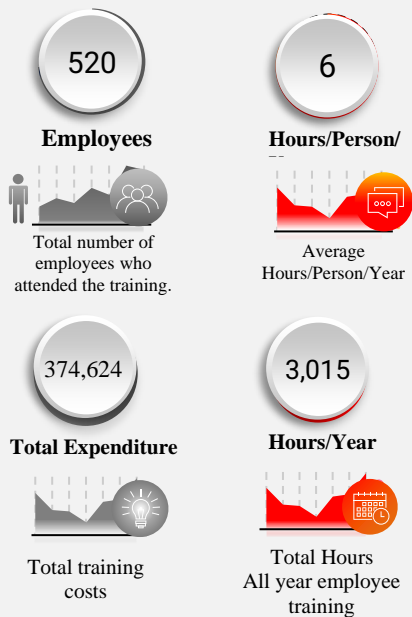 520
Employees
Total number of
employees who
attended the training.
6
Hours/Person/
Average
Hours/Person/Year
374,624
Total Expenditure
Total training
costs
3,015
Hours/Year
Total Hours
All year employee
training